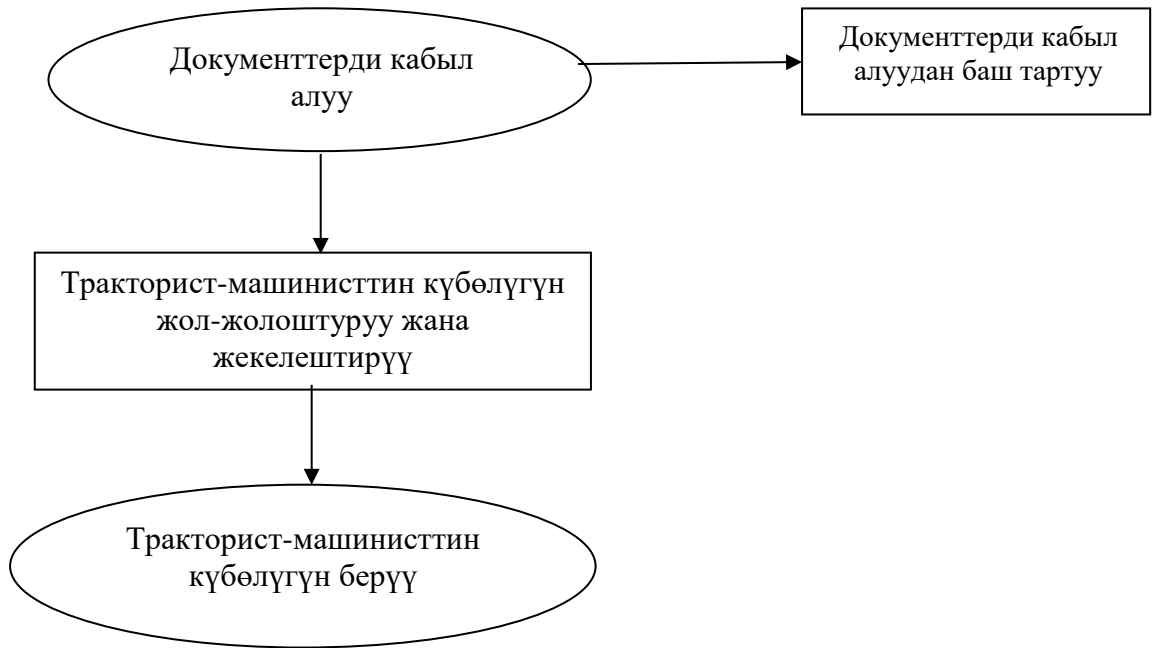 Документтерди кабыл
алуу
Документтерди кабыл
алуудан баш тартуу
Тракторист-машинисттин күбөлүгүн
жол-жолоштуруу жана
жекелештирүү
Тракторист-машинисттин
күбөлүгүн берүү